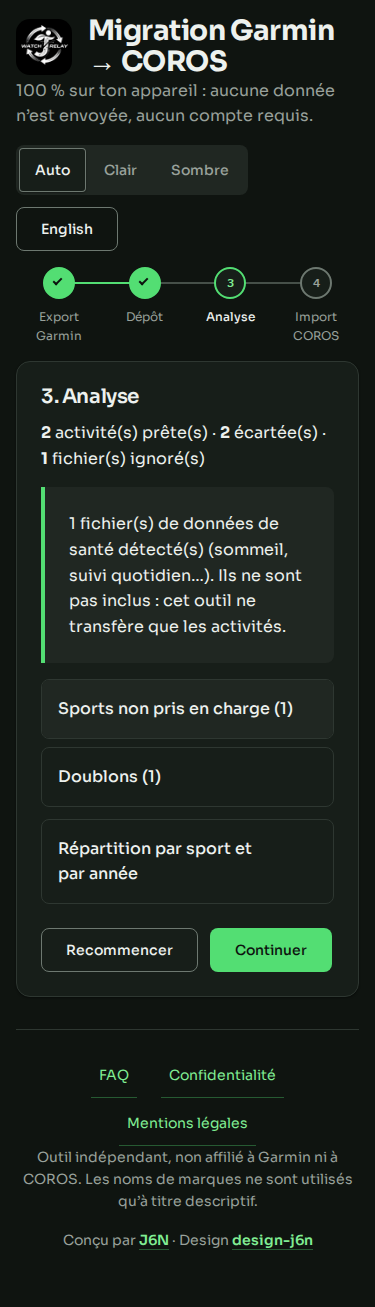 WATCH RELAY
Migration Garmin
→ COROS
100 % sur ton appareil : aucune donnée
n’est envoyée, aucun compte requis.
Auto
Clair
Sombre
English
3
4
Export
Garmin
Dépôt
Analyse
Import
COROS
3. Analyse
2 activité(s) prête(s) · 2 écartée(s) ·
1 fichier(s) ignoré(s)
1 fichier(s) de données de
santé détecté(s) (sommeil,
suivi quotidien…). Ils ne sont
pas inclus : cet outil ne
transfère que les activités.
Sports non pris en charge (1)
Doublons (1)
Répartition par sport et
par année
Recommencer
Continuer
FAQ
Confidentialité
Mentions légales
Outil indépendant, non affilié à Garmin ni à
COROS. Les noms de marques ne sont utilisés
qu’à titre descriptif.
Conçu par J6N · Design design-j6n